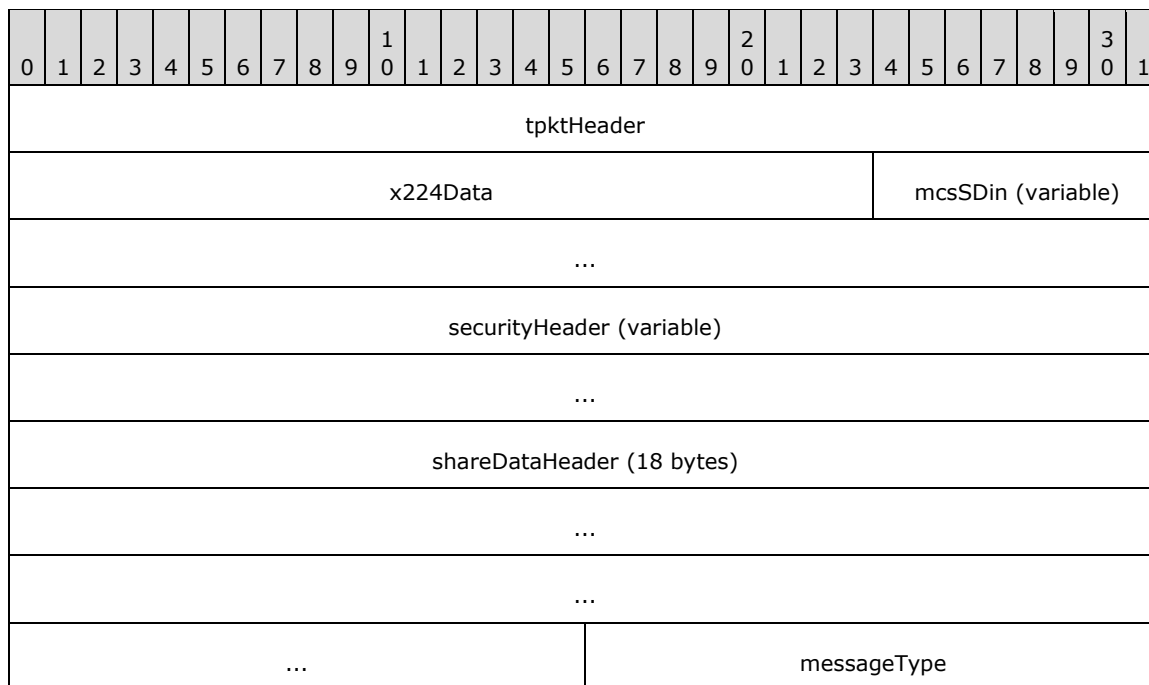 1 2 3
0 1 2 3 4 5 6 7 8 9 0 1 2 3 4 5 6 7 8 9 0 1 2 3 4 5 6 7 8 9 0 1
tpktHeader
x224Data mcsSDin (variable)
...
securityHeader (variable)
...
shareDataHeader (18 bytes)
...
...
... messageType